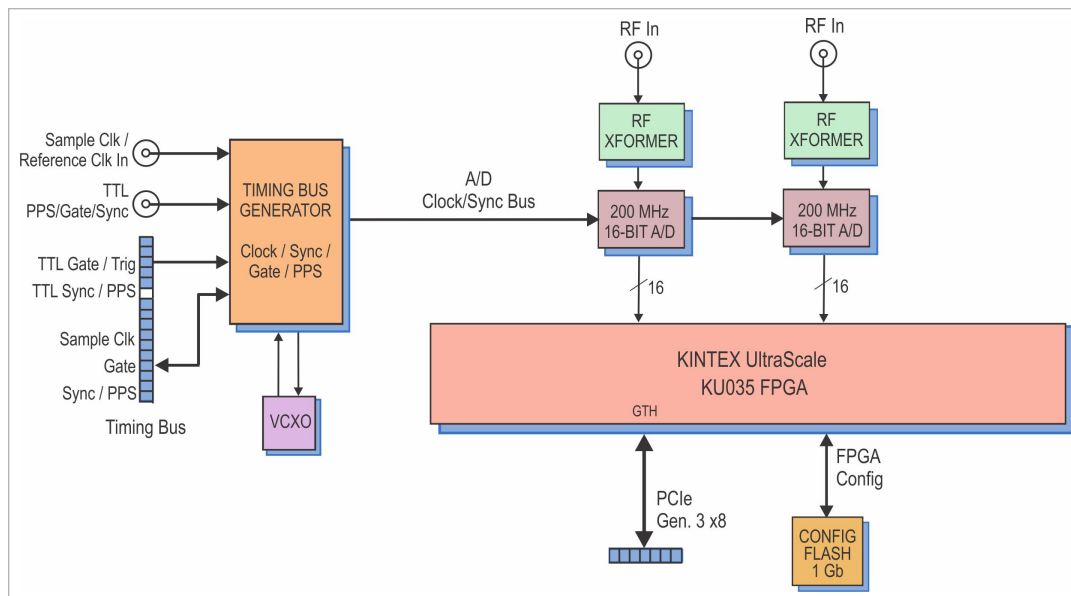 RF In
RF In
RF
XFORMER
RF
XFORMER
Sample Clk /
Reference Clk In
TTL
PPS/Gate/Sync
TTL Gate / Trig
TTL Sync / PPS
Sample Clk
Gate
Sync / PPS
Timing Bus
TIMING BUS
GENERATOR
Clock / Sync /
Gate / PPS
VCXO
A/D
Clock/Sync Bus
200 MHz
16-BIT A/D
200 MHz
16-BIT A/D
16
16
KINTEX UltraScale
KU035 FPGA
GTH
PCIe
Gen. 3 x8
FPGA
Config
CONFIG
FLASH
1 Gb